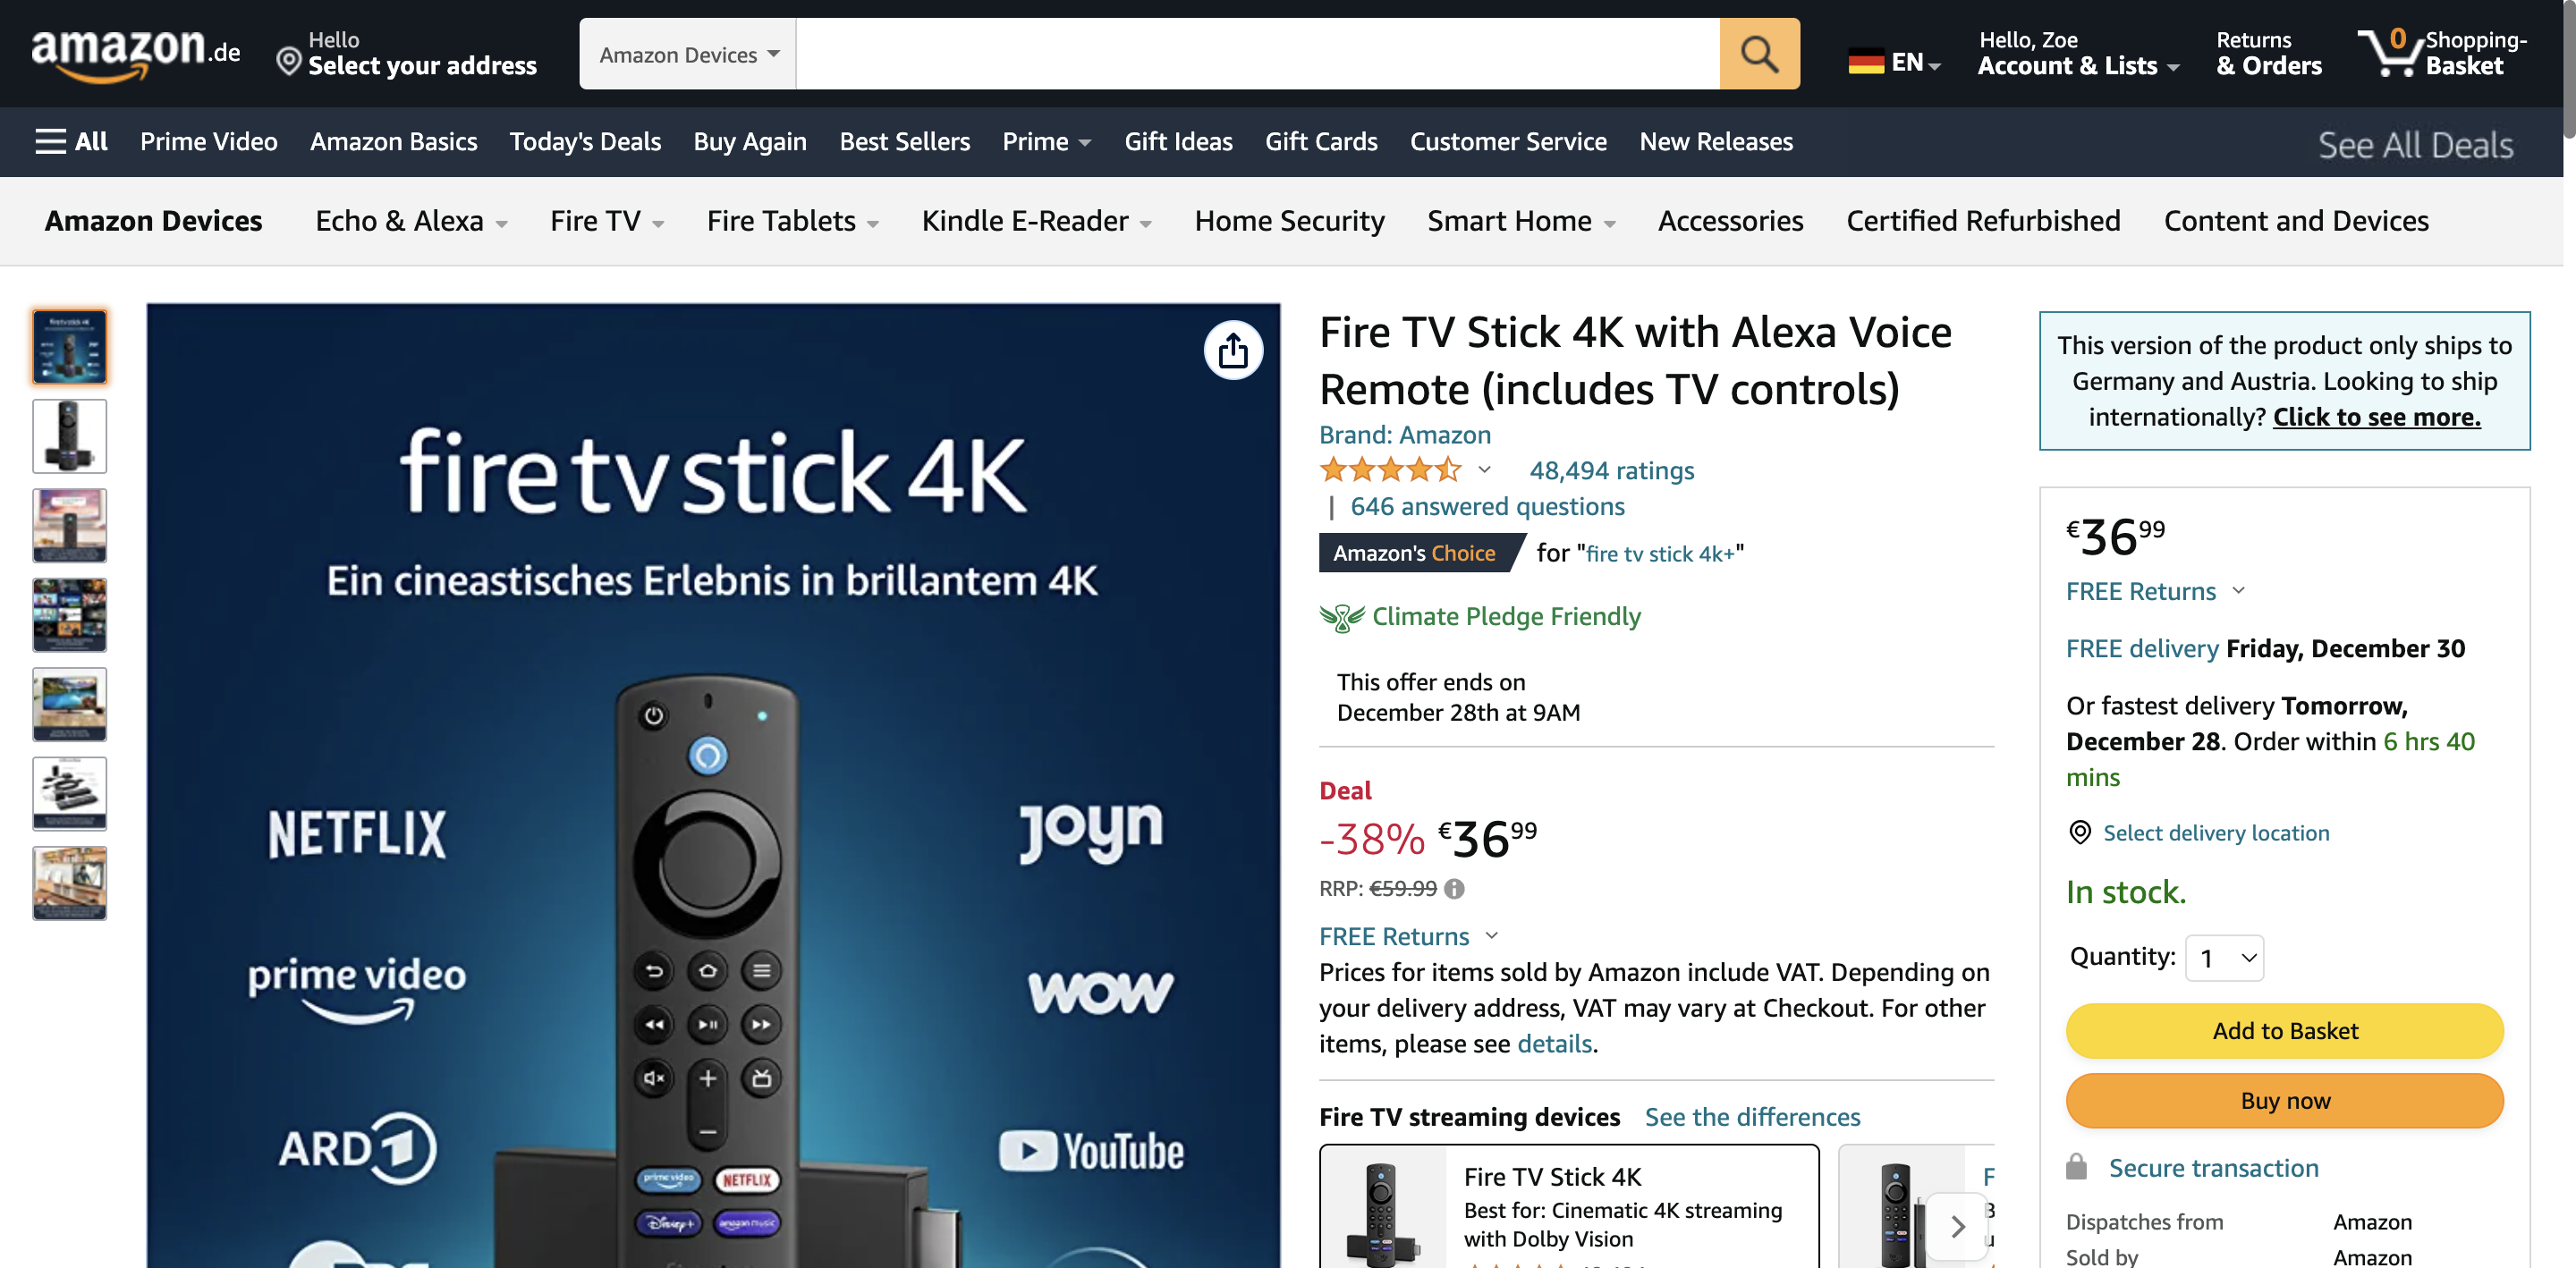 amazon.de
Hello
Select your address
Amazon Devices
EN
Hello, Zoe
Account & Lists
Returns
& Orders
0
Shopping-
Basket
All
Prime Video
Amazon Basics
Today's Deals
Buy Again
Best Sellers
Prime
Gift Ideas
Gift Cards
Customer Service
New Releases
See All Deals
Amazon Devices
Echo & Alexa
Fire TV
Fire Tablets
Kindle E-Reader
Home Security
Smart Home
Accessories
Certified Refurbished
Content and Devices
fire tv stick 4K
Ein cineastisches Erlebnis in brillantem 4K
NETFLIX
joyn
prime video
wow
ARD 1
YouTube
prime video
NETFLIX
Disney+
amazon music
Fire TV Stick 4K with Alexa Voice
Remote (includes TV controls)
Brand: Amazon
48,494 ratings
| 646 answered questions
Amazon's Choice for "fire tv stick 4k+"
Climate Pledge Friendly
This offer ends on
December 28th at 9AM
Deal
-38% €36 99
RRP: €59.99
FREE Returns
Prices for items sold by Amazon include VAT. Depending on
your delivery address, VAT may vary at Checkout. For other
items, please see details.
Fire TV streaming devices See the differences
Fire TV Stick 4K
Best for: Cinematic 4K streaming
with Dolby Vision
This version of the product only ships to
Germany and Austria. Looking to ship
internationally? Click to see more.
€36 99
FREE Returns
FREE delivery Friday, December 30
Or fastest delivery Tomorrow,
December 28. Order within 6 hrs 40
mins
Select delivery location
In stock.
Quantity: 1
Add to Basket
Buy now
Secure transaction
Dispatches from Amazon
Sold by Amazon